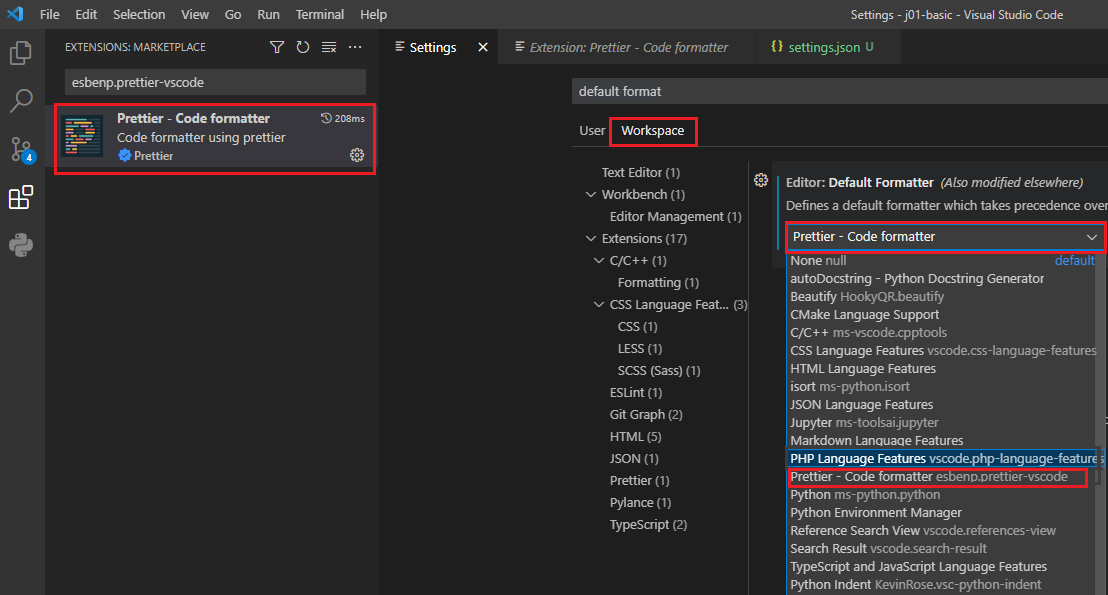 File Edit Selection View Go Run Terminal Help
Settings - j01-basic - Visual Studio Code
EXTENSIONS: MARKETPLACE
esbenp.prettier-vscode
Prettier - Code formatter 208ms
Code formatter using prettier
Prettier
4
Settings
Extension: Prettier - Code formatter
{} settings.json U
default format
User Workspace
Text Editor (1)
Workbench (1)
Editor Management (1)
Extensions (17)
C/C++ (1)
Formatting (1)
CSS Language Feat... (3)
CSS (1)
LESS (1)
SCSS (Sass) (1)
ESLint (1)
Git Graph (2)
HTML (5)
JSON (1)
Prettier (1)
Pylance (1)
TypeScript (2)
Editor: Default Formatter (Also modified elsewhere)
Defines a default formatter which takes precedence over
Prettier - Code formatter
None null default
autoDocstring - Python Docstring Generator
Beautify HookyQR.beautify
CMake Language Support
C/C++ ms-vscode.cpptools
CSS Language Features vscode.css-language-features
HTML Language Features
isort ms-python.isort
JSON Language Features
Jupyter ms-toolsai.jupyter
Markdown Language Features
PHP Language Features vscode.php-language-features
Prettier - Code formatter esbenp.prettier-vscode
Python ms-python.python
Python Environment Manager
Reference Search View vscode.references-view
Search Result vscode.search-result
TypeScript and JavaScript Language Features
Python Indent KevinRose.vsc-python-indent